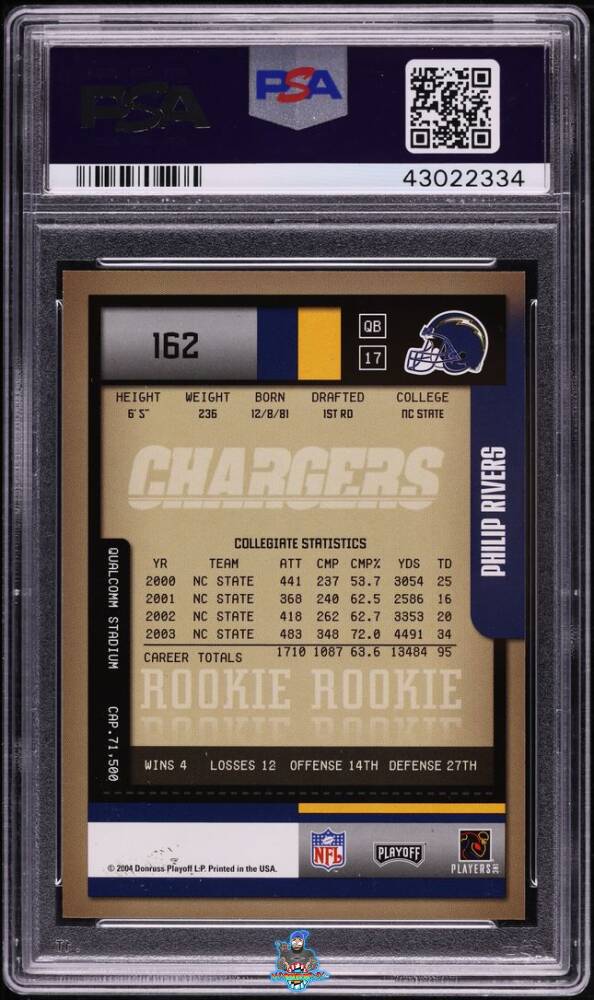 PSA
PSA
43022334
162
QB
17
HEIGHT WEIGHT BORN DRAFTED COLLEGE
6' 5" 236 12/8/81 1ST RD NC STATE
CHARGERS
PHILIP RIVERS
COLLEGIATE STATISTICS
YR TEAM ATT CMP CMP% YDS TD
2000 NC STATE 441 237 53.7 3054 25
2001 NC STATE 368 240 62.5 2586 16
2002 NC STATE 418 262 62.7 3353 20
2003 NC STATE 483 348 72.0 4491 34
CAREER TOTALS 1710 1087 63.6 13484 95
ROOKIE ROOKIE
QUALCOMM STADIUM CAP. 71,500
WINS 4 LOSSES 12 OFFENSE 14TH DEFENSE 27TH
© 2004 Donruss Playoff L.P. Printed in the USA.
NFL
PLAYOFF
PLAYERS INC